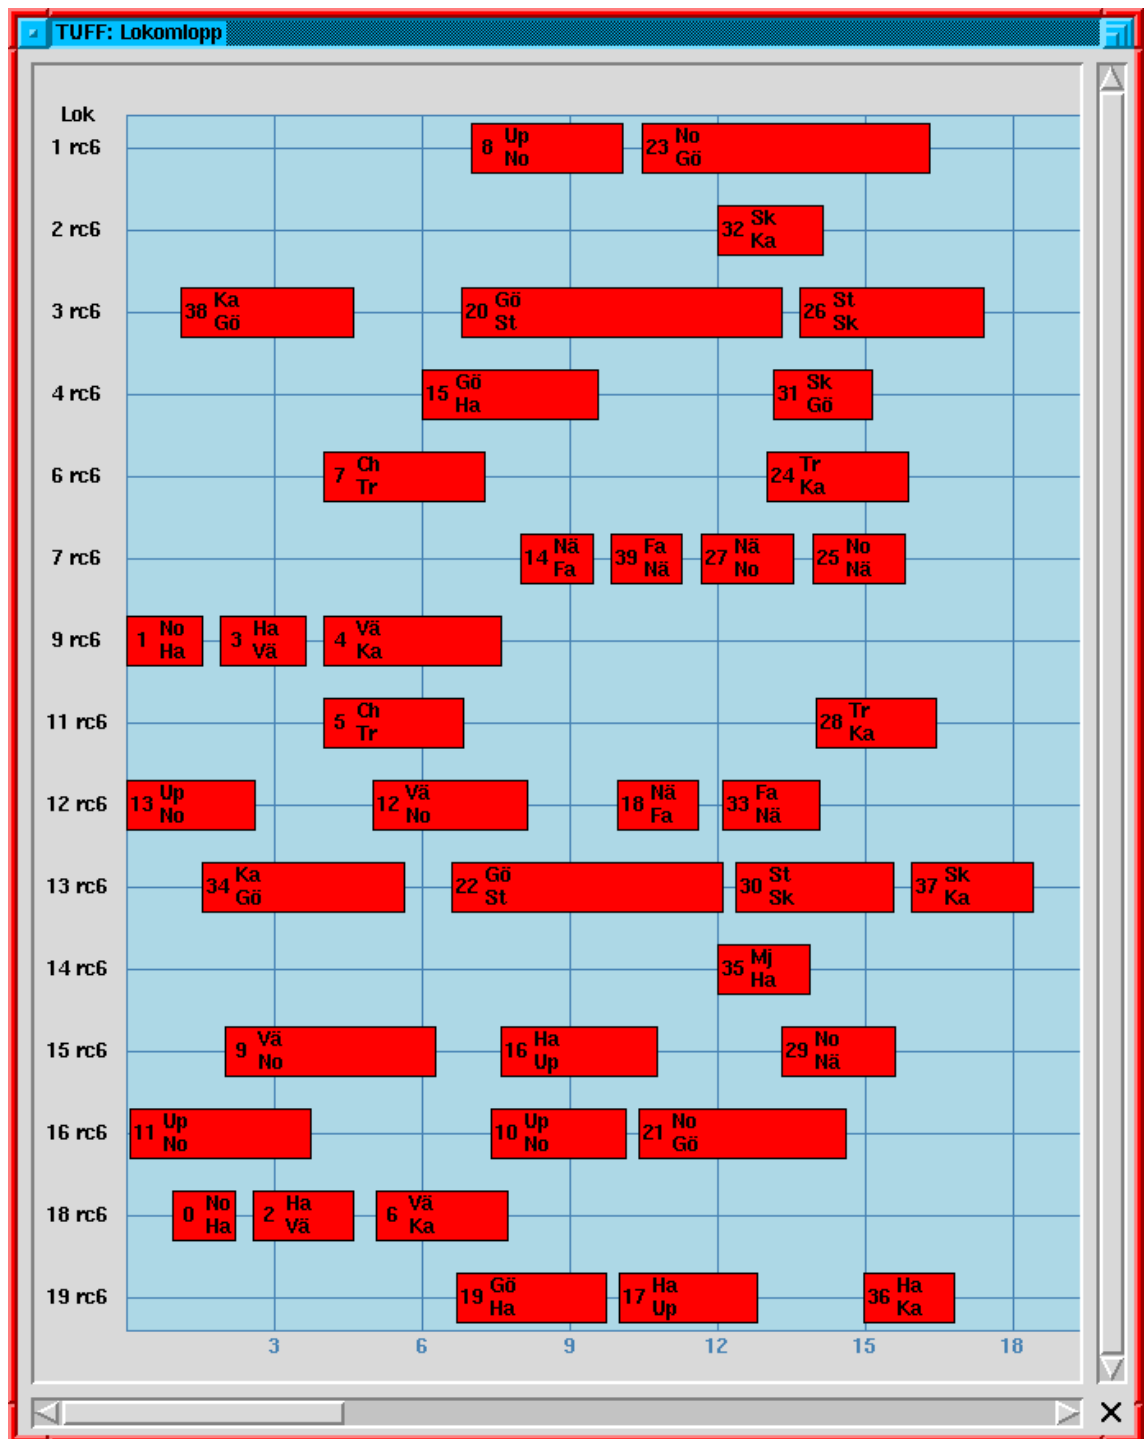 TUFF: Lokomlopp
Lok
1 rc6
8 Up
No
23 No
Gö
2 rc6
32 Sk
Ka
3 rc6
38 Ka
Gö
20 Gö
St
26 St
Sk
4 rc6
15 Gö
Ha
31 Sk
Gö
6 rc6
7 Ch
Tr
24 Tr
Ka
7 rc6
14 Nä
Fa
39 Fa
Nä
27 Nä
No
25 No
Nä
9 rc6
1 No
Ha
3 Ha
Vä
4 Vä
Ka
11 rc6
5 Ch
Tr
28 Tr
Ka
12 rc6
13 Up
No
12 Vä
No
18 Nä
Fa
33 Fa
Nä
13 rc6
34 Ka
Gö
22 Gö
St
30 St
Sk
37 Sk
Ka
14 rc6
35 Mj
Ha
15 rc6
9 Vä
No
16 Ha
Up
29 No
Nä
16 rc6
11 Up
No
10 Up
No
21 No
Gö
18 rc6
0 No
Ha
2 Ha
Vä
6 Vä
Ka
19 rc6
19 Gö
Ha
17 Ha
Up
36 Ha
Ka
3 6 9 12 15 18